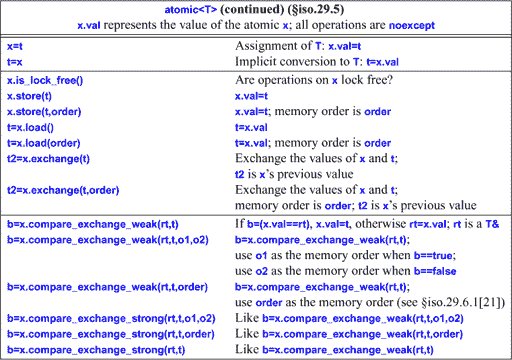 atomic<T> (continued) (§iso.29.5)
x.val represents the value of the atomic x; all operations are noexcept
x=t Assignment of T: x.val=t
t=x Implicit conversion to T: t=x.val
x.is_lock_free() Are operations on x lock free?
x.store(t) x.val=t
x.store(t,order) x.val=t; memory order is order
t=x.load() t=x.val
t=x.load(order) t=x.val; memory order is order
t2=x.exchange(t) Exchange the values of x and t;
t2 is x's previous value
t2=x.exchange(t,order) Exchange the values of x and t;
memory order is order; t2 is x's previous value
b=x.compare_exchange_weak(rt,t) If b=(x.val==rt), x.val=t, otherwise rt=x.val; rt is a T&
b=x.compare_exchange_weak(rt,t,o1,o2) b=x.compare_exchange_weak(rt,t);
use o1 as the memory order when b==true;
use o2 as the memory order when b==false
b=x.compare_exchange_weak(rt,t,order) b=x.compare_exchange_weak(rt,t);
use order as the memory order (see §iso.29.6.1[21])
b=x.compare_exchange_strong(rt,t,o1,o2) Like b=x.compare_exchange_weak(rt,t,o1,o2)
b=x.compare_exchange_strong(rt,t,order) Like b=x.compare_exchange_weak(rt,t,order)
b=x.compare_exchange_strong(rt,t) Like b=x.compare_exchange_weak(rt,t)